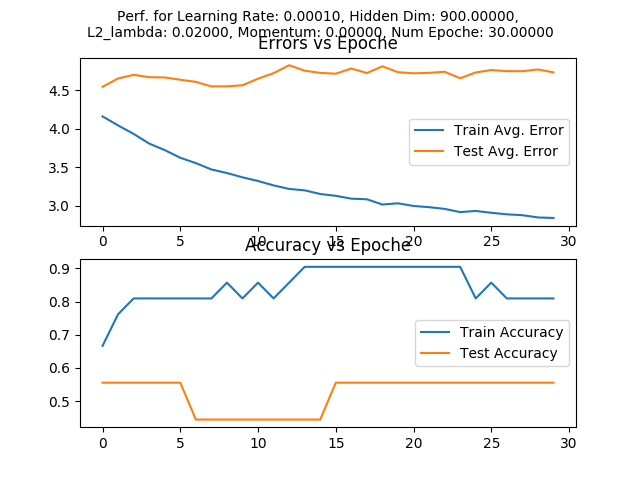 Perf. for Learning Rate: 0.00010, Hidden Dim: 900.00000,
L2_lambda: 0.02000, Momentum: 0.00000, Num Epoche: 30.00000
Errors vs Epoche
4.5
4.0
3.5
3.0
Train Avg. Error
Test Avg. Error
0 5 10 15 20 25 30
Accuracy vs Epoche
0.9
0.8
0.7
0.6
0.5
Train Accuracy
Test Accuracy
0 5 10 15 20 25 30